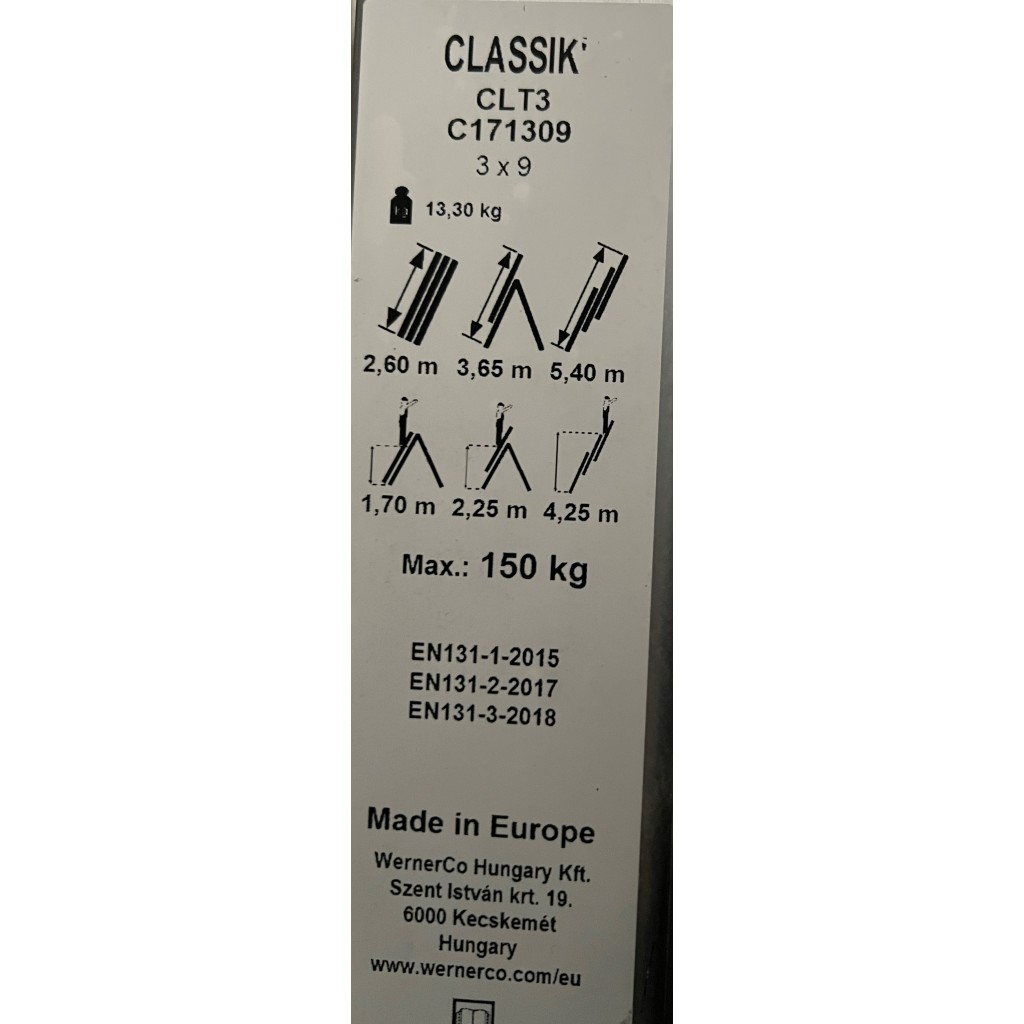 CLASSIK'
CLT3
C171309
3 x 9
kg 13,30 kg
2,60 m 3,65 m 5,40 m
1,70 m 2,25 m 4,25 m
Max.: 150 kg
EN131-1-2015
EN131-2-2017
EN131-3-2018
Made in Europe
WernerCo Hungary Kft.
Szent István krt. 19.
6000 Kecskemét
Hungary
www.wernerco.com/eu